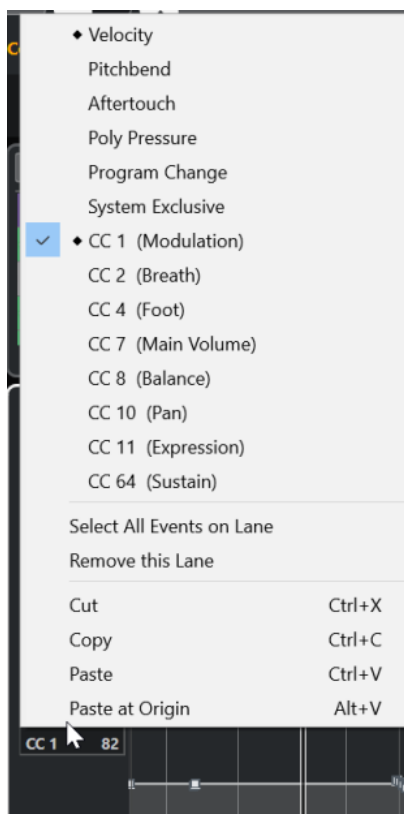 C
◆ Velocity
Pitchbend
Aftertouch
Poly Pressure
Program Change
System Exclusive
✓ ◆ CC 1 (Modulation)
CC 2 (Breath)
CC 4 (Foot)
CC 7 (Main Volume)
CC 8 (Balance)
CC 10 (Pan)
CC 11 (Expression)
CC 64 (Sustain)
Select All Events on Lane
Remove this Lane
Cut Ctrl+X
Copy Ctrl+C
Paste Ctrl+V
Paste at Origin Alt+V
CC 1 82